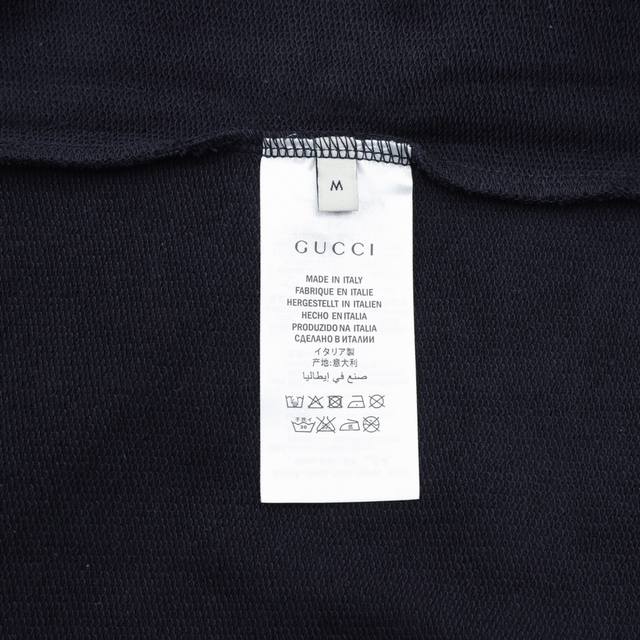 M
GUCCI
MADE IN ITALY
FABRIQUE EN ITALIE
HERGESTELLT IN ITALIEN
HECHO EN ITALIA
PRODUZIDO NA ITALIA
СДЕЛАНО В ИТАЛИИ
イタリア製
产地:意大利
صنع في إيطاليا